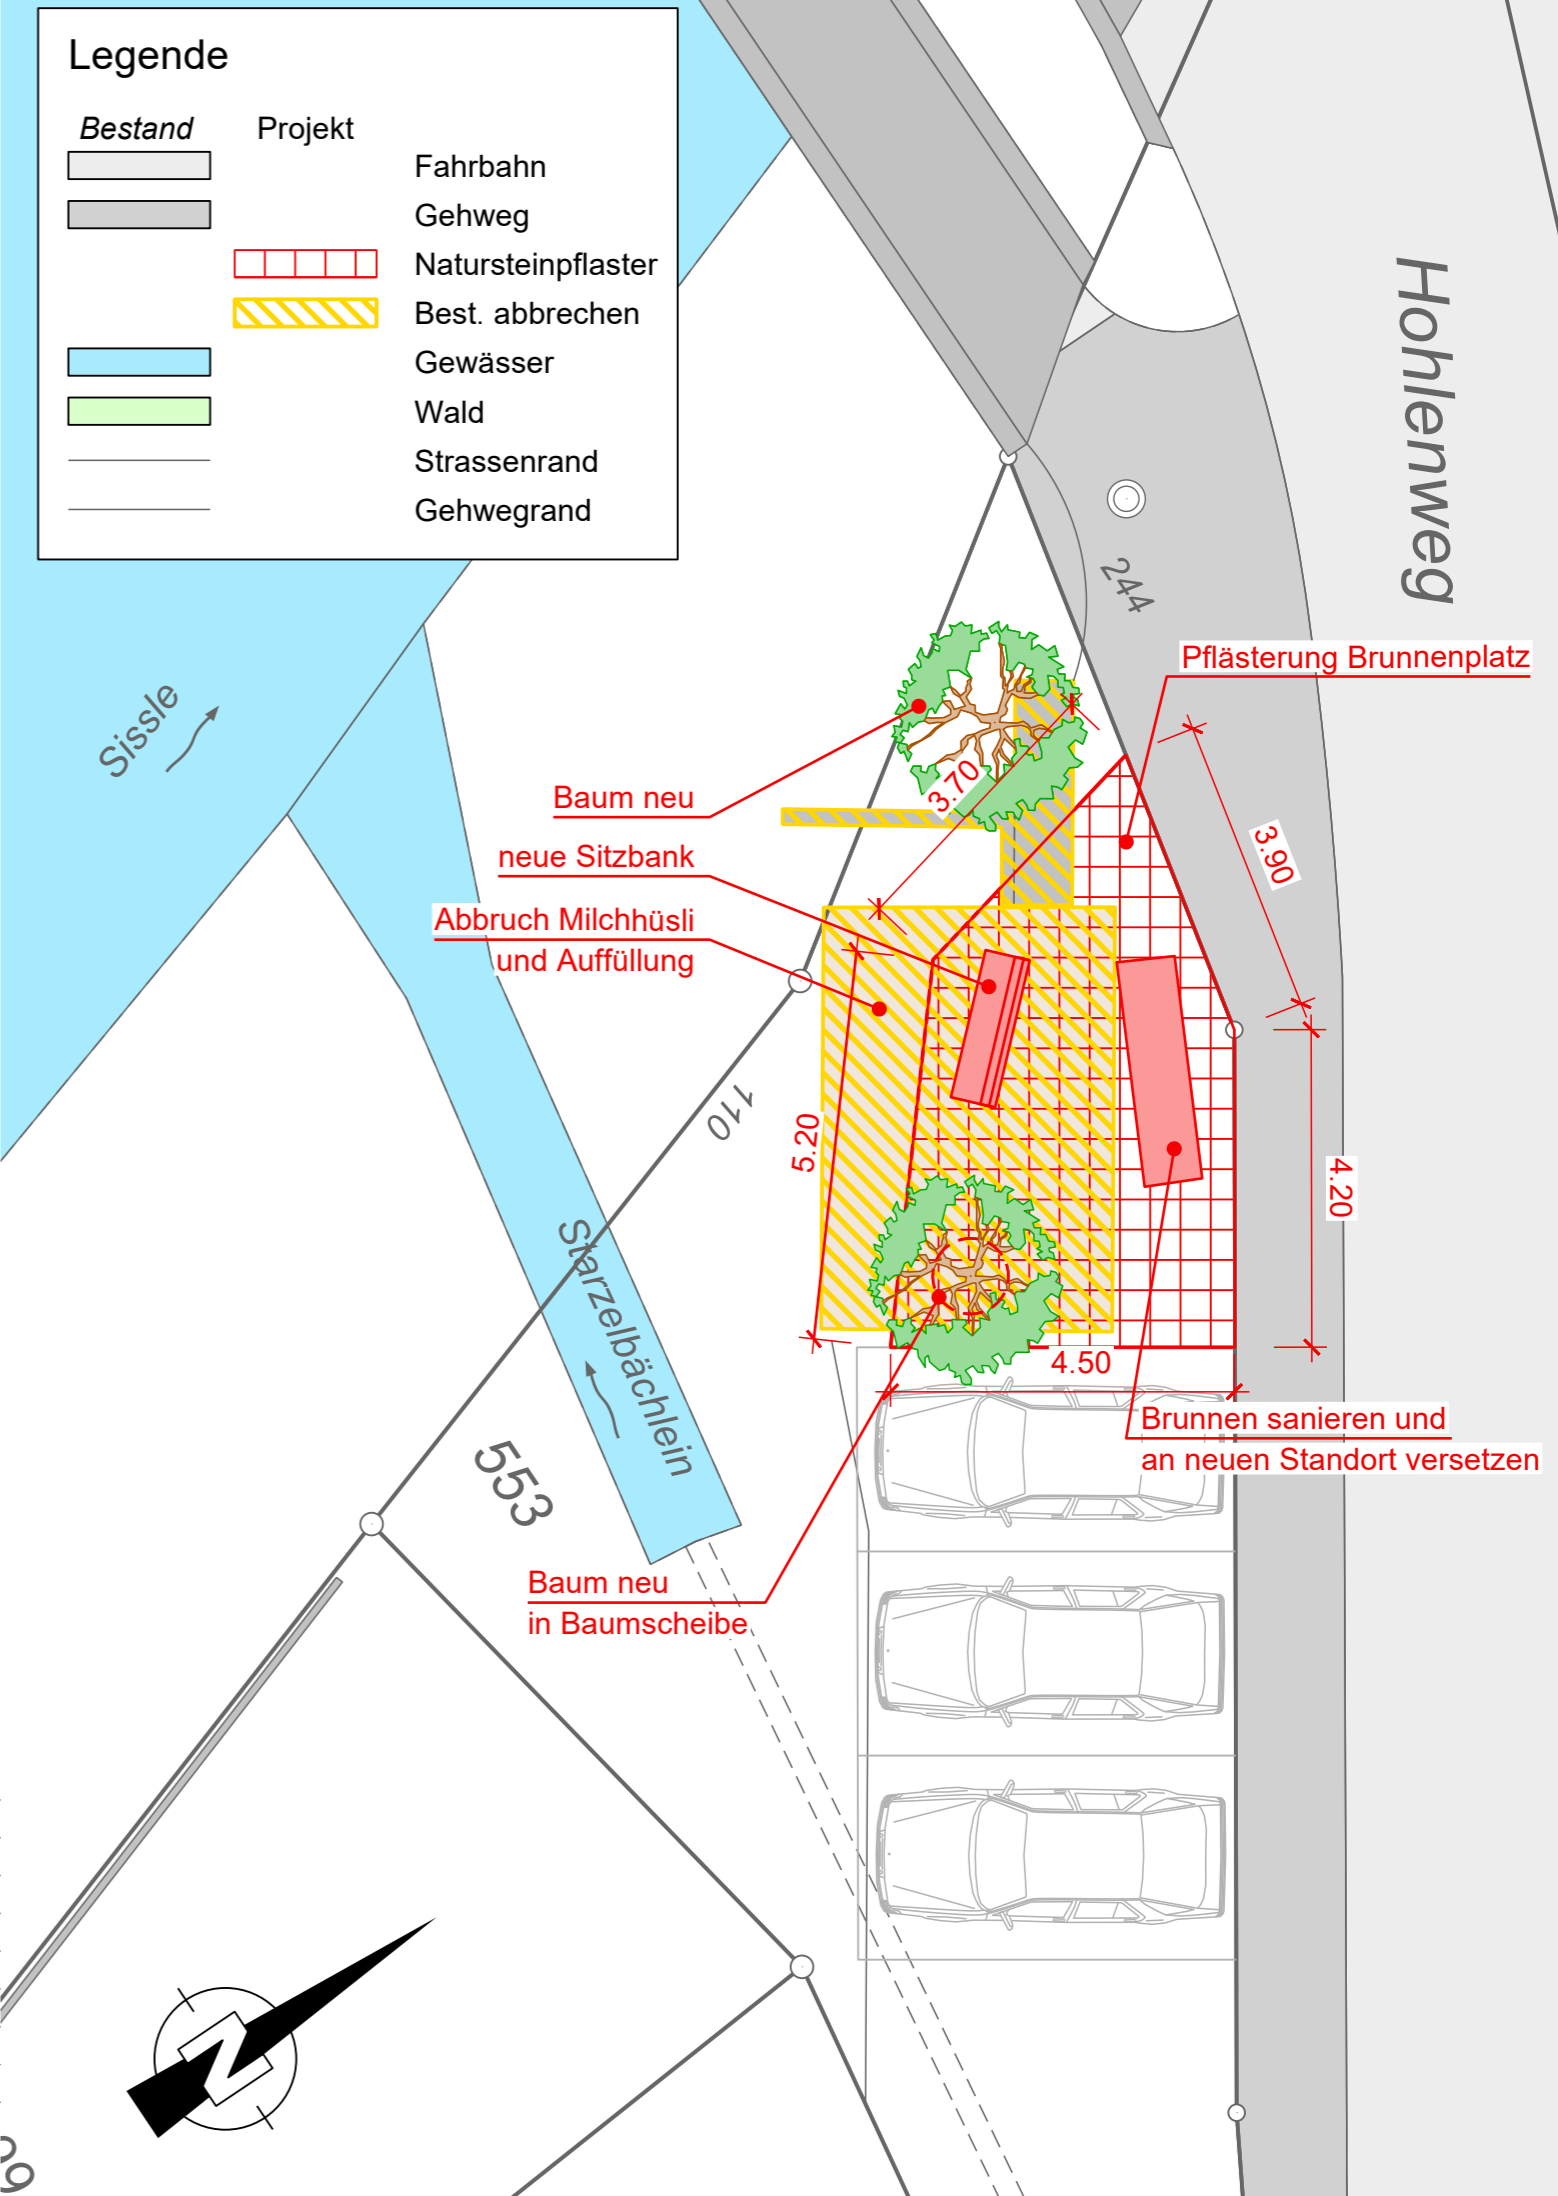 Legende
Bestand
Projekt
Fahrbahn
Gehweg
Natursteinpflaster
Best. abbrechen
Gewässer
Wald
Strassenrand
Gehwegrand
Hohlenweg
244
Sissle
Pflästerung Brunnenplatz
Baum neu
3.70
3.90
neue Sitzbank
Abbruch Milchhüsli
und Auffüllung
110
5.20
4.20
Starzelbächlein
4.50
Brunnen sanieren und
an neuen Standort versetzen
553
Baum neu
in Baumscheibe
N